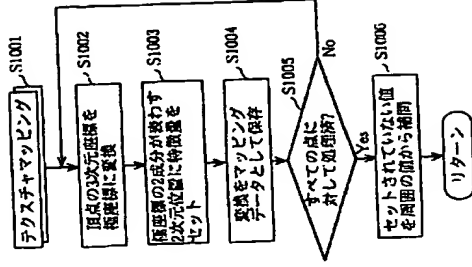 テクスチャマッピング
S1001
頂点の3次元座標を
極座標に変換
S1002
極座標の2成分が表わす
2次元位置に特徴量を
セット
S1003
変換をマッピング
データとして保存
S1004
すべての点に
対して処理済?
S1005
No
Yes
セットされていない値
を周囲の値から補間
S1006
リターン